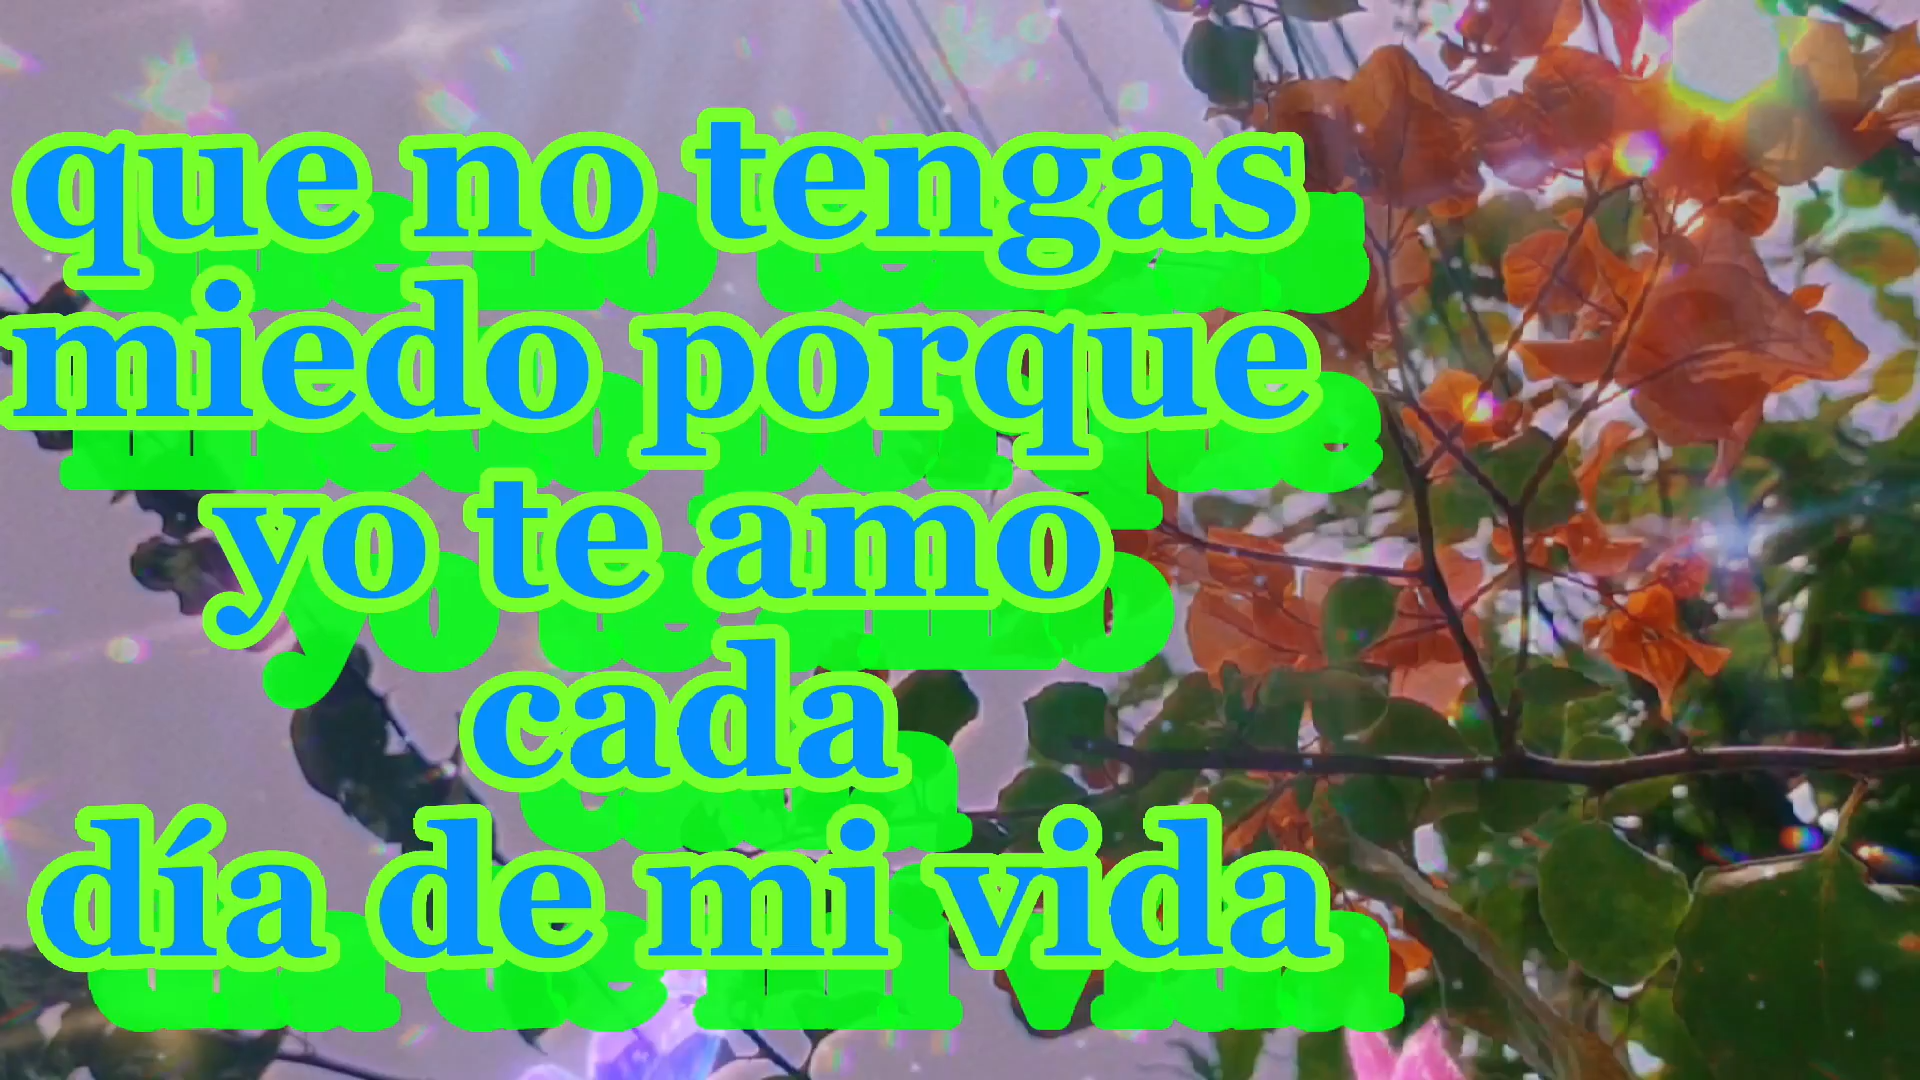 que no tengas
miedo porque
yo te amo
cada
día de mi vida